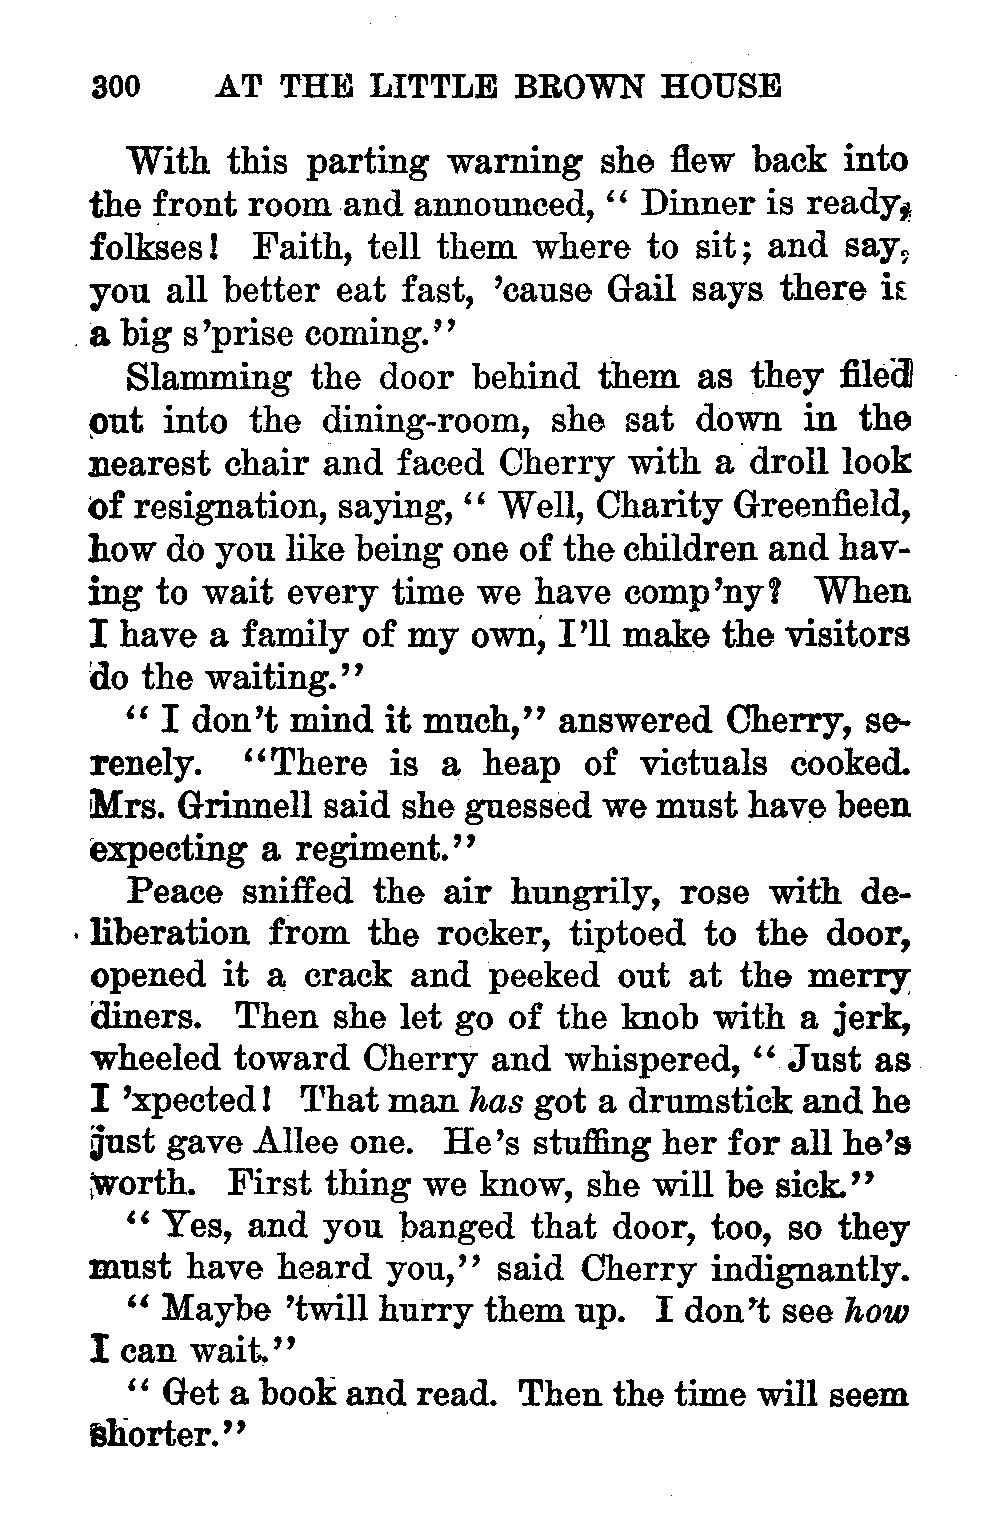 300 AT THE LITTLE BROWN HOUSE
With this parting warning she flew back into
the front room and announced, “ Dinner is ready,
folkses! Faith, tell them where to sit; and say,
you all better eat fast, ’cause Gail says there is
a big s’prise coming.”
Slamming the door behind them as they filed
out into the dining-room, she sat down in the
nearest chair and faced Cherry with a droll look
of resignation, saying, “ Well, Charity Greenfield,
how do you like being one of the children and hav-
ing to wait every time we have comp’ny? When
I have a family of my own, I’ll make the visitors
do the waiting.”
“ I don’t mind it much,” answered Cherry, se-
renely. “There is a heap of victuals cooked.
Mrs. Grinnell said she guessed we must have been
expecting a regiment.”
Peace sniffed the air hungrily, rose with de-
liberation from the rocker, tiptoed to the door,
opened it a crack and peeked out at the merry
diners. Then she let go of the knob with a jerk,
wheeled toward Cherry and whispered, “ Just as
I ’xpected! That man has got a drumstick and he
just gave Allee one. He’s stuffing her for all he’s
worth. First thing we know, she will be sick.”
“ Yes, and you banged that door, too, so they
must have heard you,” said Cherry indignantly.
“ Maybe ’twill hurry them up. I don’t see how
I can wait.”
“ Get a book and read. Then the time will seem
shorter.”